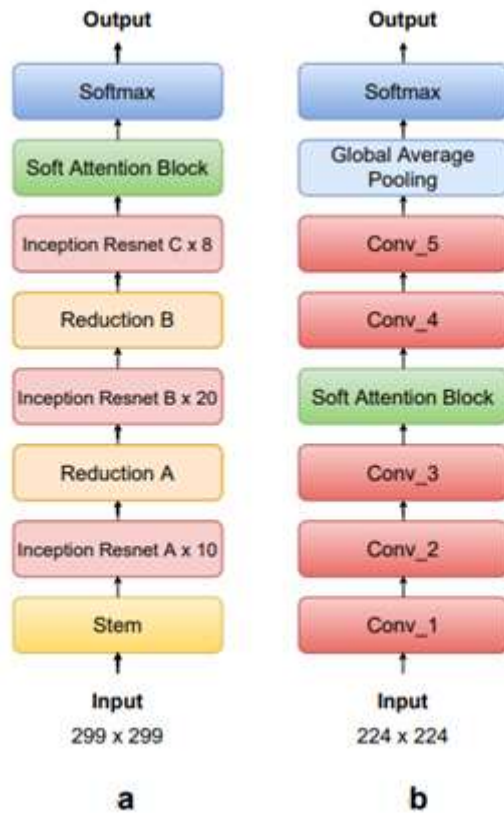 Output
Softmax
Soft Attention Block
Inception Resnet C x 8
Reduction B
Inception Resnet B x 20
Reduction A
Inception Resnet A x 10
Stem
Input
299 x 299
a
Output
Softmax
Global Average
Pooling
Conv_5
Conv_4
Soft Attention Block
Conv_3
Conv_2
Conv_1
Input
224 x 224
b